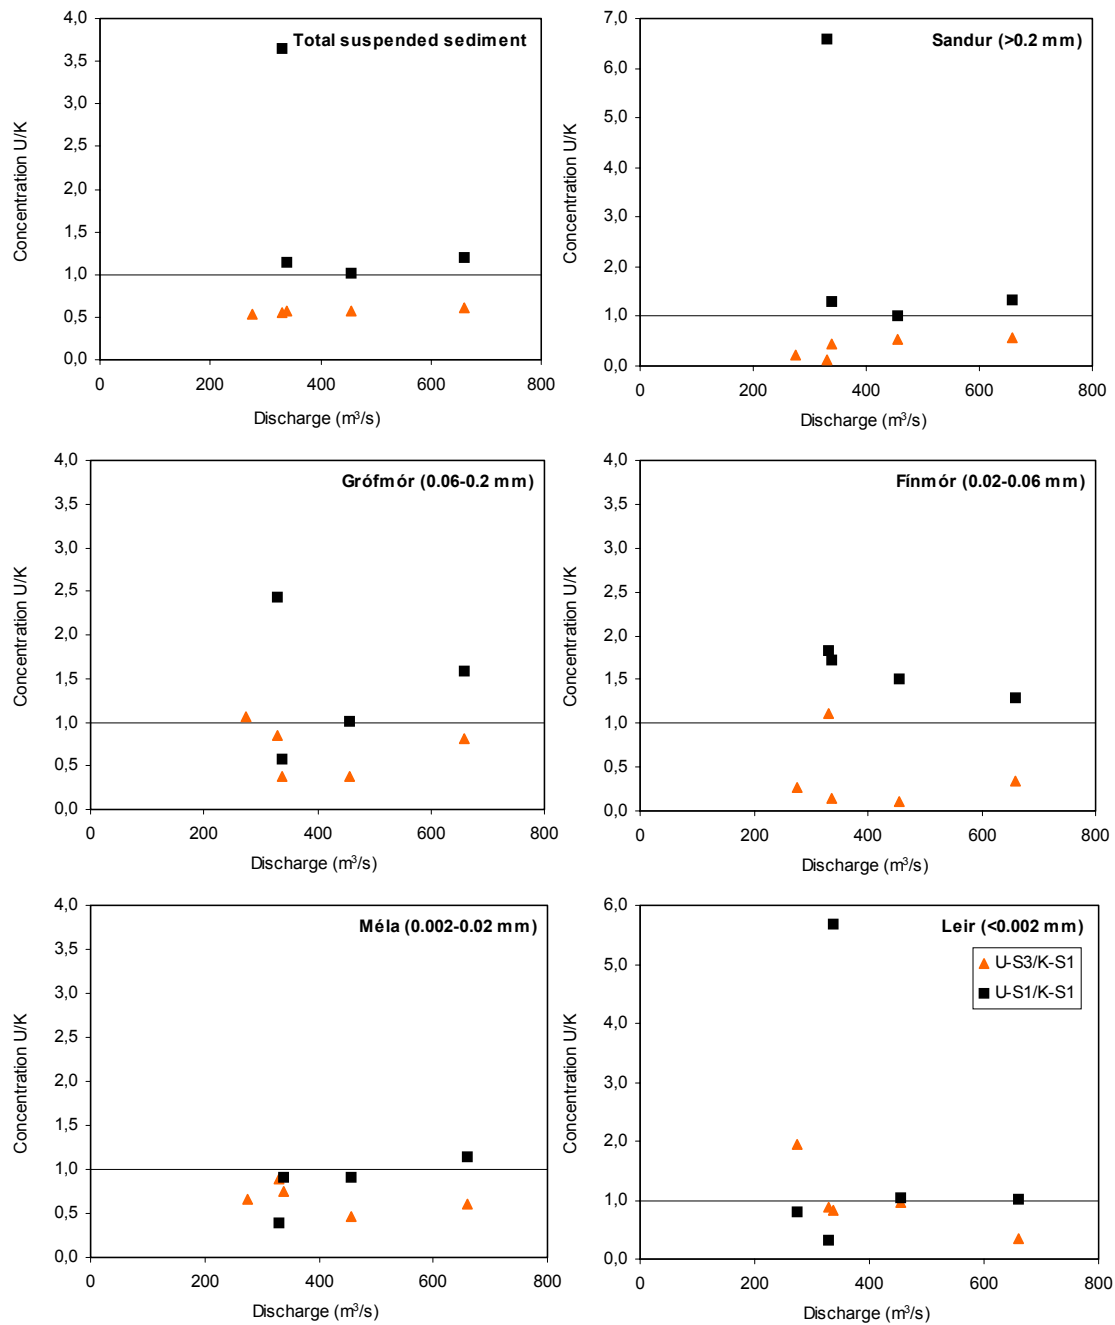 Total suspended sediment
Concentration U/K
4,0
3,5
3,0
2,5
2,0
1,5
1,0
0,5
0,0
0 200 400 600 800
Discharge (m³/s)
Sandur (>0.2 mm)
Concentration U/K
7,0
6,0
5,0
4,0
3,0
2,0
1,0
0,0
0 200 400 600 800
Discharge (m³/s)
Grófmór (0.06-0.2 mm)
Concentration U/K
4,0
3,5
3,0
2,5
2,0
1,5
1,0
0,5
0,0
0 200 400 600 800
Discharge (m³/s)
Fínmór (0.02-0.06 mm)
Concentration U/K
4,0
3,5
3,0
2,5
2,0
1,5
1,0
0,5
0,0
0 200 400 600 800
Discharge (m³/s)
Méla (0.002-0.02 mm)
Concentration U/K
4,0
3,5
3,0
2,5
2,0
1,5
1,0
0,5
0,0
0 200 400 600 800
Discharge (m³/s)
Leir (<0.002 mm)
U-S3/K-S1
U-S1/K-S1
Concentration U/K
6,0
5,0
4,0
3,0
2,0
1,0
0,0
0 200 400 600 800
Discharge (m³/s)